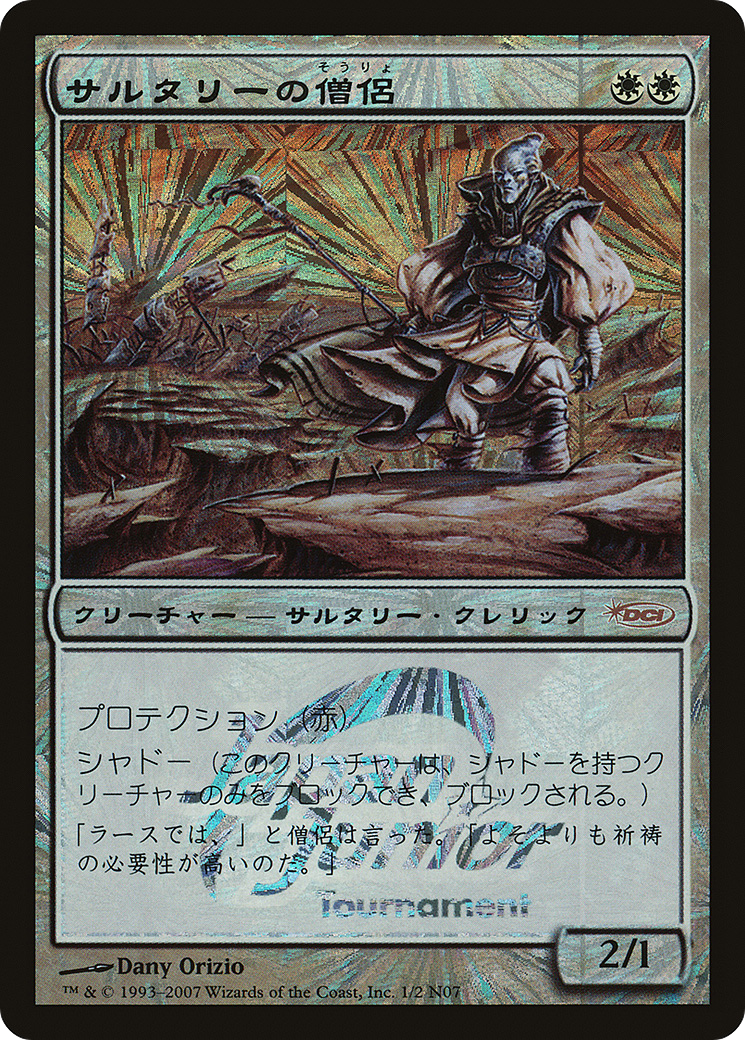 そうりょ
サルタリーの僧侶
クリーチャー — サルタリー・クレリック
DCI
プロテクション（赤）
シャドー（このクリーチャーは、シャドーを持つク
リーチャーのみをブロックでき、ブロックされる。）
「ラースでは、」と僧侶は言った。「よそよりも祈祷
の必要性が高いのだ。」
Japan
Junior
Tournament
2/1
Dany Orizio
™ & © 1993–2007 Wizards of the Coast, Inc. 1/2 N07